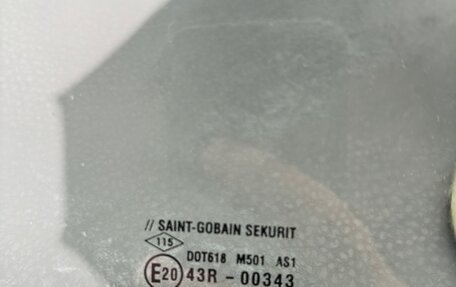 // SAINT-GOBAIN SEKURIT
115 DOT618 M501 AS1
E20 43R - 00343